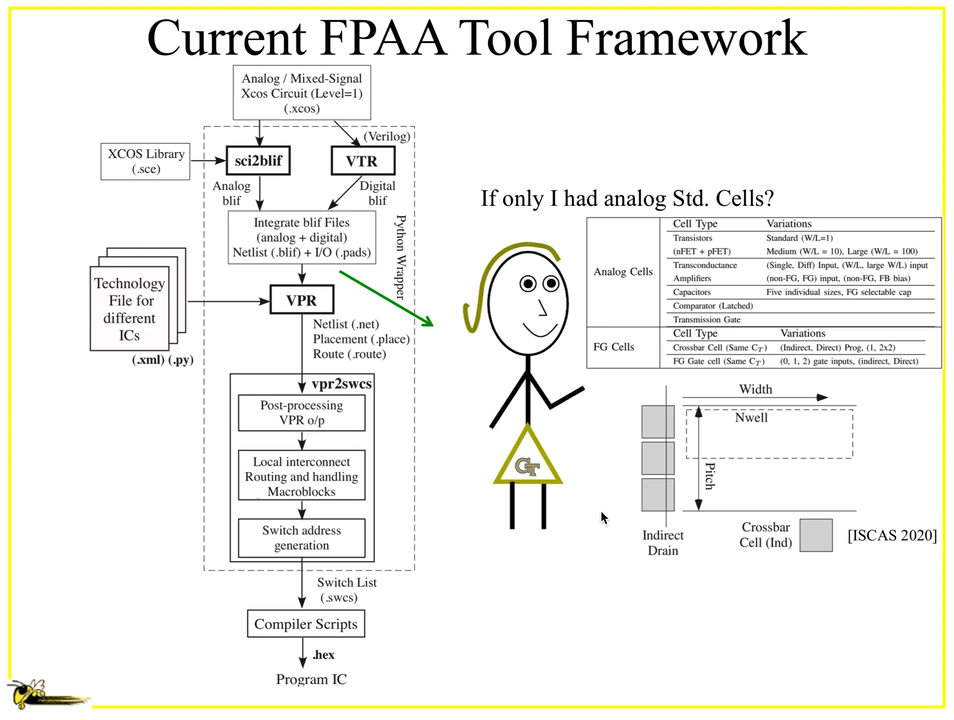 Current FPAA Tool Framework
Analog / Mixed-Signal
Xcos Circuit (Level=1)
(.xcos)
(Verilog)
XCOS Library
(.sce)
sci2blif
VTR
Analog
blif
Digital
blif
Integrate blif Files
(analog + digital)
Netlist (.blif) + I/O (.pads)
Python Wrapper
Technology
File for
different
ICs
(.xml) (.py)
VPR
Netlist (.net)
Placement (.place)
Route (.route)
vpr2swcs
Post-processing
VPR o/p
Local interconnect
Routing and handling
Macroblocks
Switch address
generation
Switch List
(.swcs)
Compiler Scripts
.hex
Program IC
If only I had analog Std. Cells?
GT
Analog Cells
Cell Type Variations
Transistors Standard (W/L=1)
(nFET + pFET) Medium (W/L = 10), Large (W/L = 100)
Transconductance (Single, Diff) Input, (W/L, large W/L) input
Amplifiers (non-FG, FG) input, (non-FG, FB bias)
Capacitors Five individual sizes, FG selectable cap
Comparator (Latched)
Transmission Gate
FG Cells
Cell Type Variations
Crossbar Cell (Same CT) (Indirect, Direct) Prog, (1, 2x2)
FG Gate cell (Same CT) (0, 1, 2) gate inputs, (indirect, Direct)
Width
Nwell
Pitch
Indirect
Drain
Crossbar
Cell (Ind)
[ISCAS 2020]